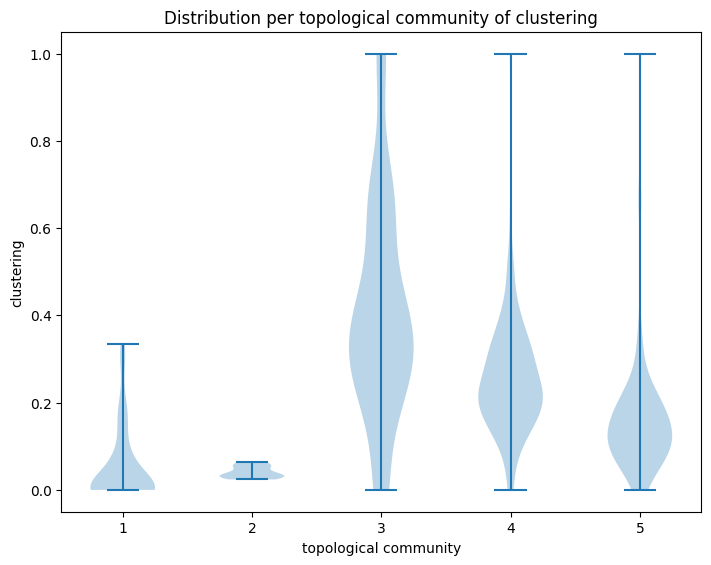 Distribution per topological community of clustering
1.0
0.8
0.6
0.4
0.2
0.0
clustering
1 2 3 4 5
topological community